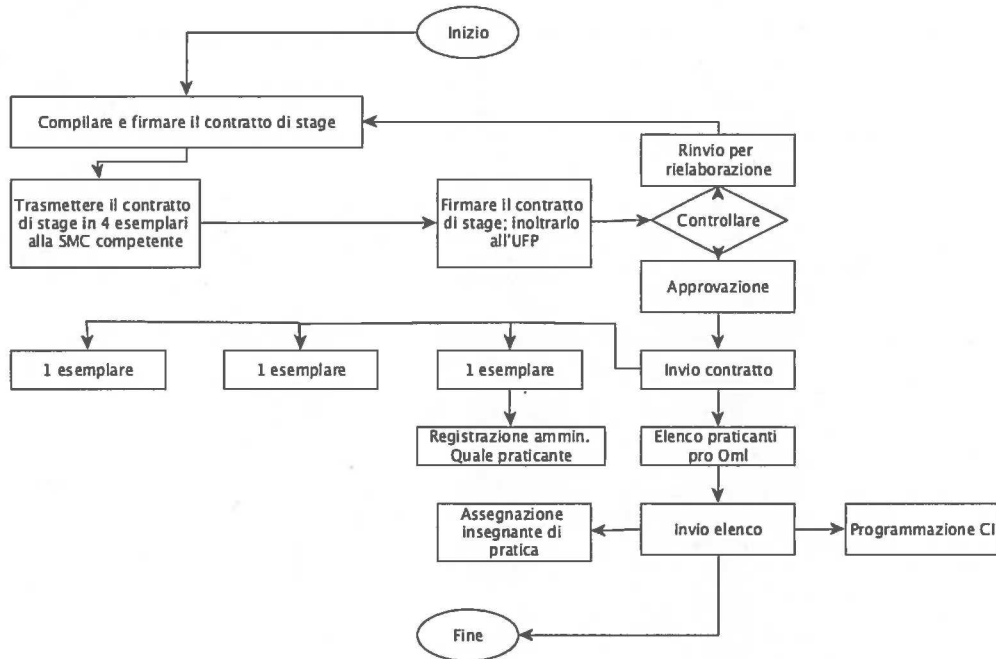 Inizio
Compilare e firmare il contratto di stage
Rinvio per
rielaborazione
Trasmettere il contratto
di stage in 4 esemplari
alla SMC competente
Firmare il contratto
di stage; inoltrarlo
all'UFP
Controllare
Approvazione
1 esemplare
1 esemplare
1 esemplare
Invio contratto
Registrazione ammin.
Quale praticante
Elenco praticanti
pro Oml
Assegnazione
insegnante di
pratica
Invio elenco
Programmazione CI
Fine